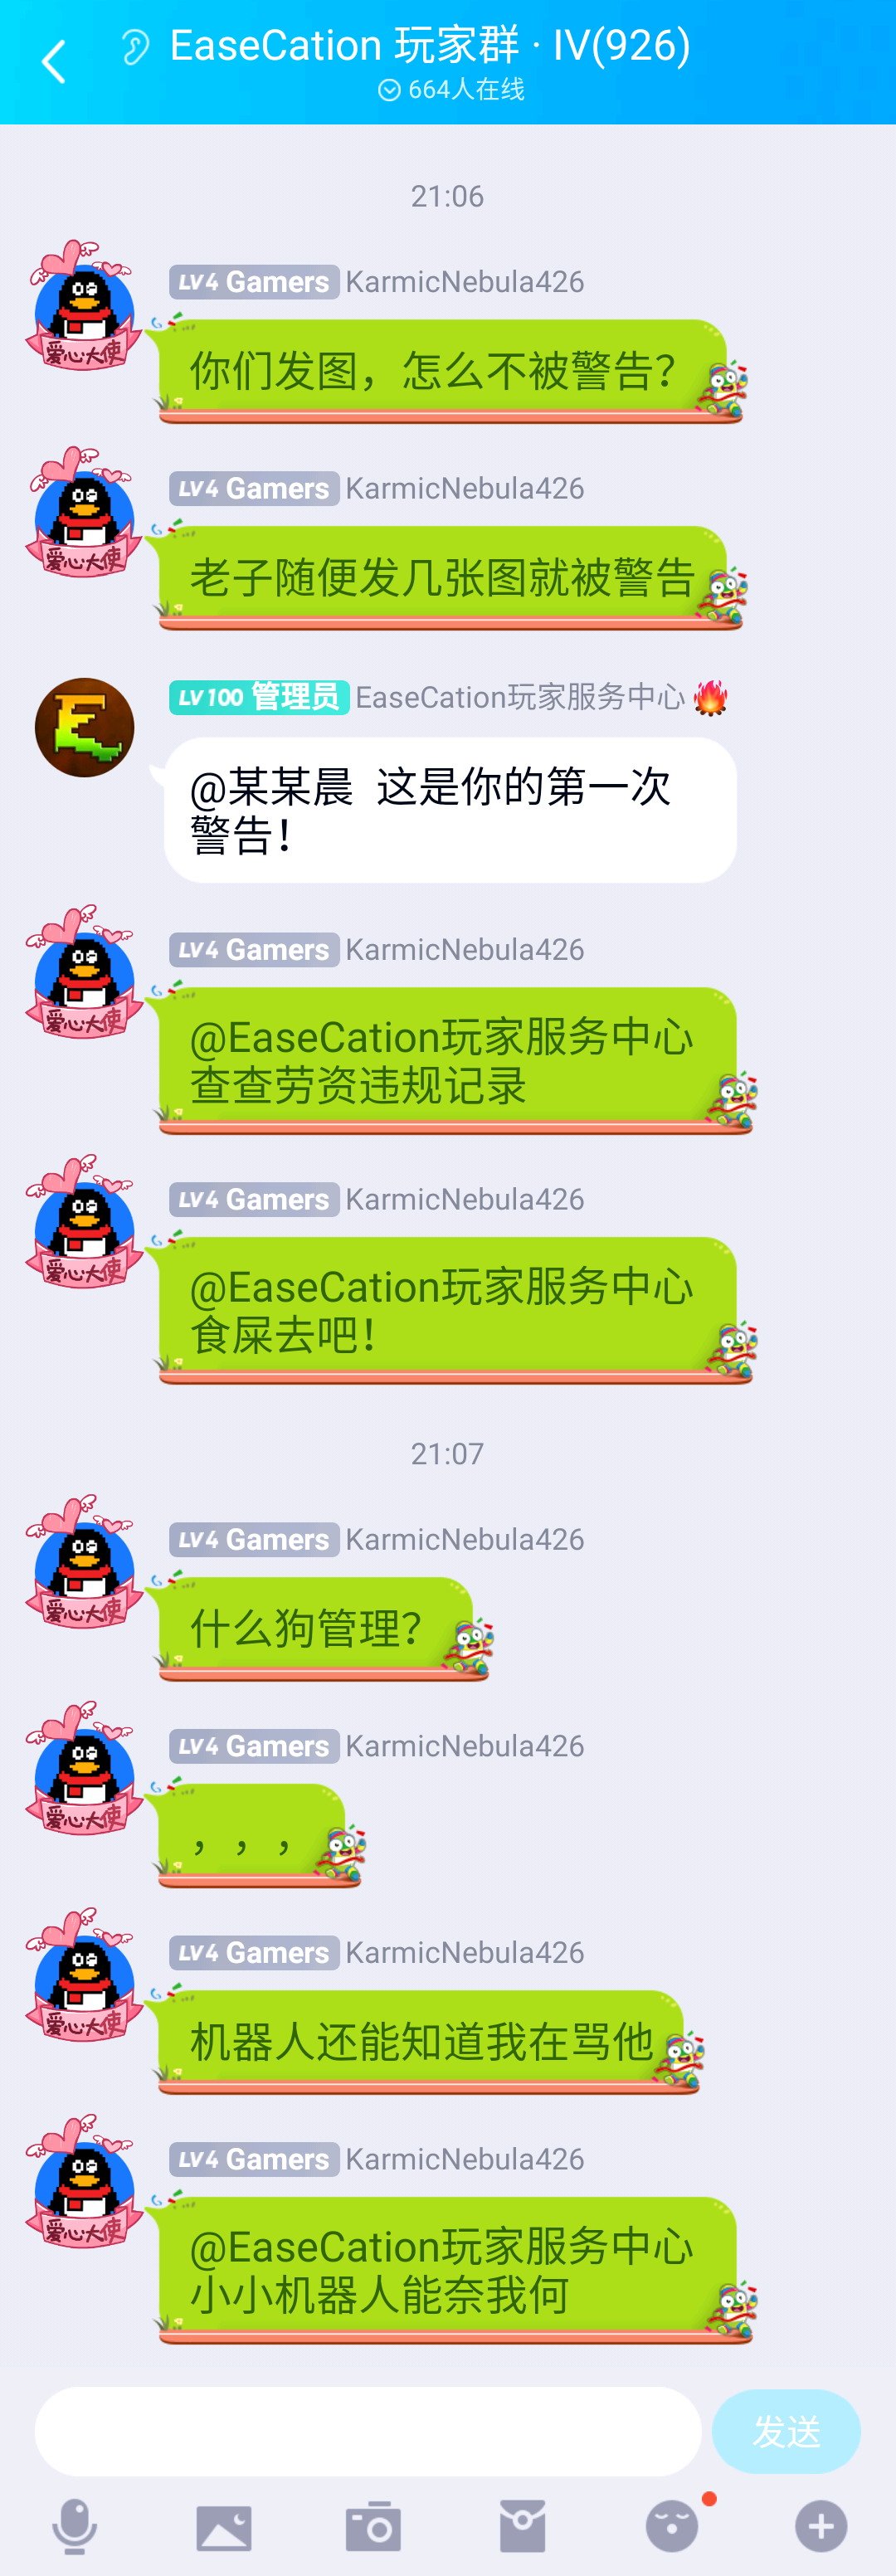 EaseCation 玩家群 · IV(926)
664人在线
21:06
LV4 Gamers KarmicNebula426
你们发图，怎么不被警告？
爱心大使
LV4 Gamers KarmicNebula426
老子随便发几张图就被警告
爱心大使
LV100 管理员 EaseCation玩家服务中心
@某某晨 这是你的第一次
警告！
LV4 Gamers KarmicNebula426
@EaseCation玩家服务中心
查查劳资违规记录
爱心大使
LV4 Gamers KarmicNebula426
@EaseCation玩家服务中心
食屎去吧！
爱心大使
21:07
LV4 Gamers KarmicNebula426
什么狗管理？
爱心大使
LV4 Gamers KarmicNebula426
，，，
爱心大使
LV4 Gamers KarmicNebula426
机器人还能知道我在骂他
爱心大使
LV4 Gamers KarmicNebula426
@EaseCation玩家服务中心
小小机器人能奈我何
爱心大使
发送